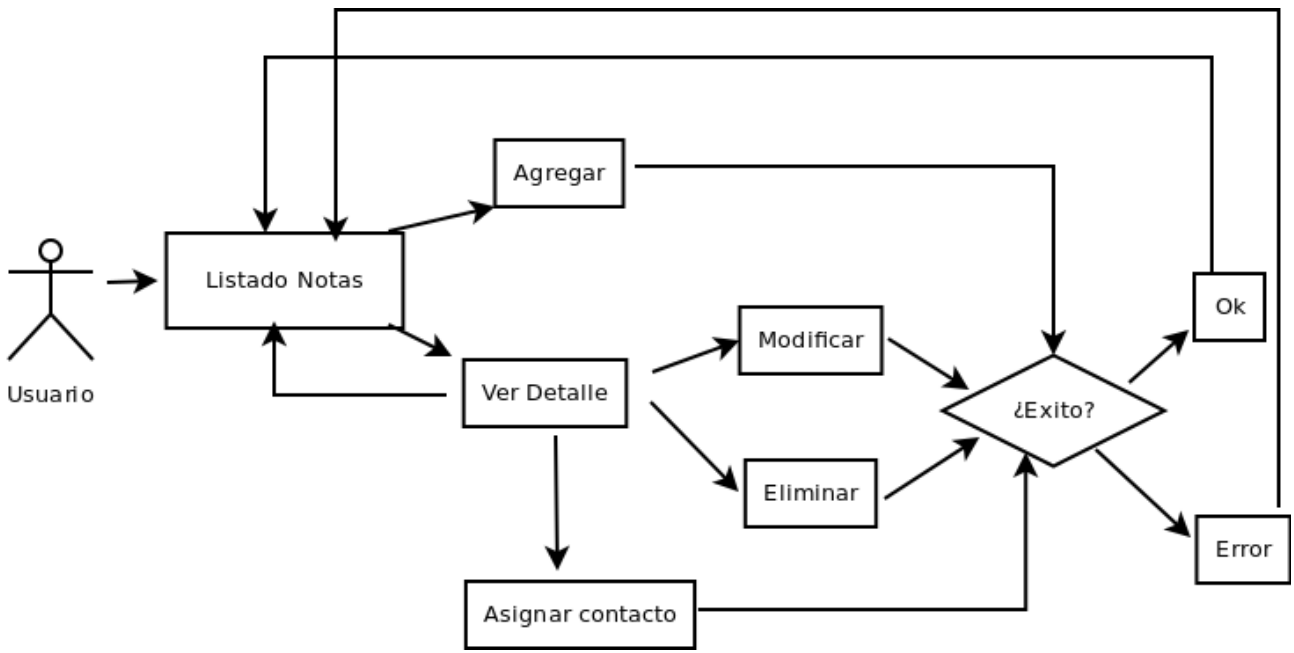 Agregar
Listado Notas
Ok
Modificar
Usuario
Ver Detalle
¿Exito?
Eliminar
Error
Asignar contacto